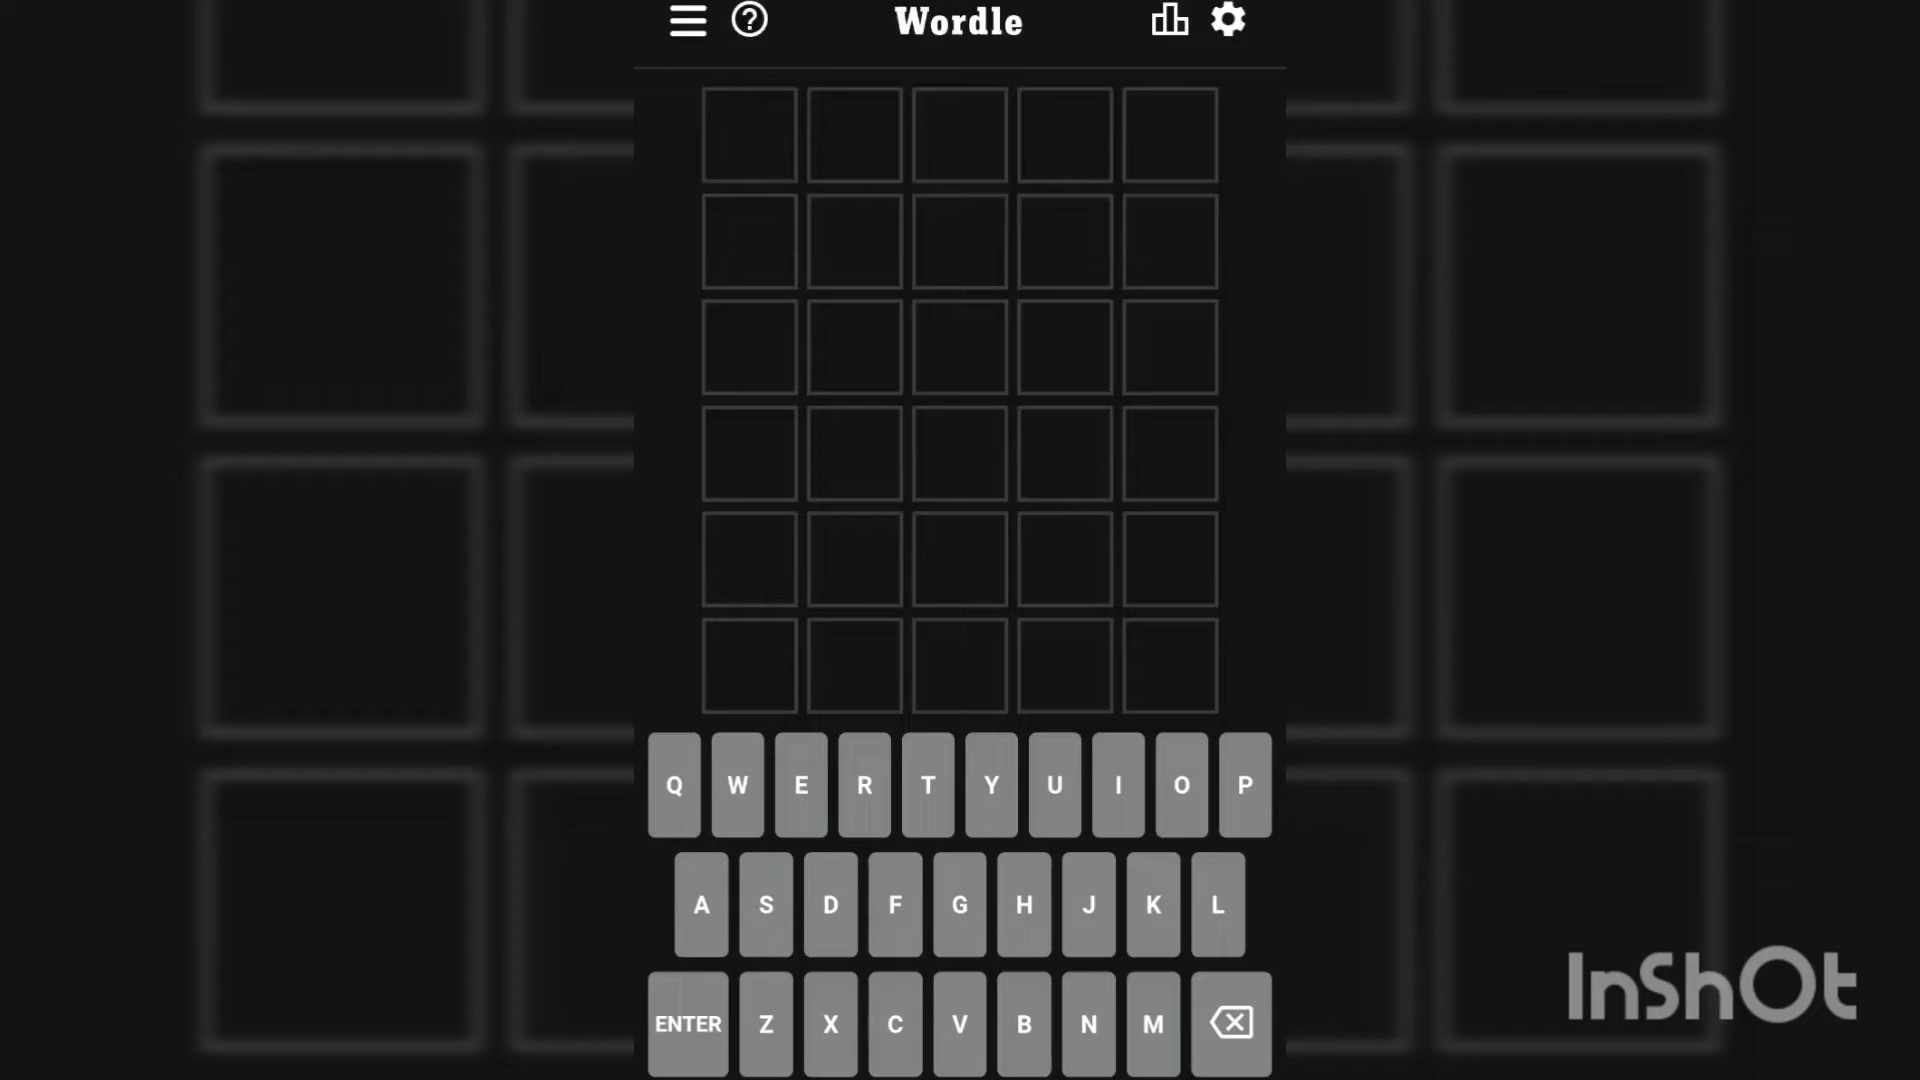 Wordle
Q W E R T Y U I O P
A S D F G H J K L
ENTER Z X C V B N M
InShOt